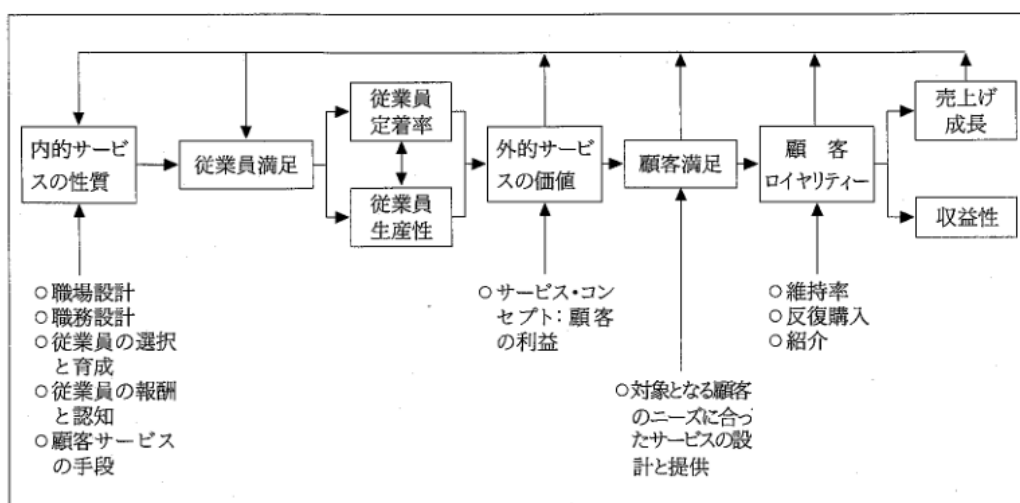 内的サービ
スの性質
従業員満足
従業員
定着率
従業員
生産性
外的サービ
スの価値
顧客満足
顧客
ロイヤリティー
売上げ
成長
収益性
○職場設計
○職務設計
○従業員の選択
と育成
○従業員の報酬
と認知
○顧客サービス
の手段
○サービス・コン
セプト：顧客
の利益
○対象となる顧客
のニーズに合っ
たサービスの設
計と提供
○維持率
○反復購入
○紹介